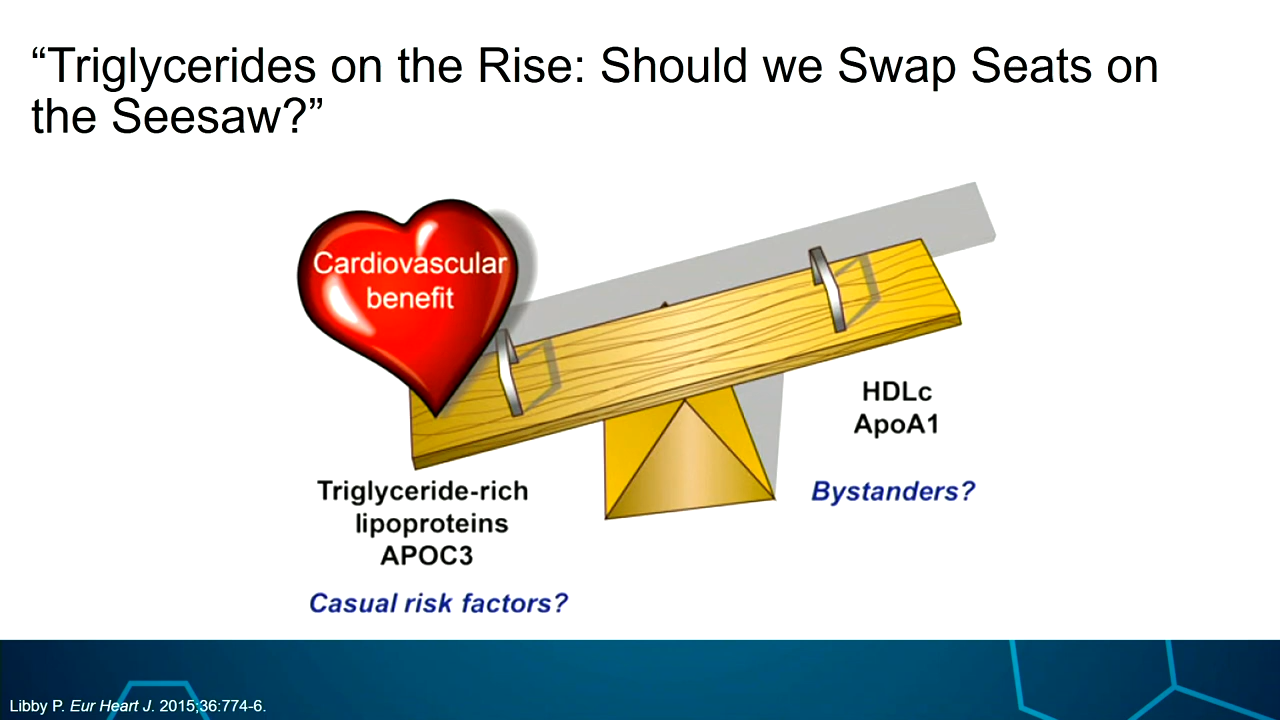 “Triglycerides on the Rise: Should we Swap Seats on
the Seesaw?”
Cardiovascular
benefit
HDLc
ApoA1
Bystanders?
Triglyceride-rich
lipoproteins
APOC3
Casual risk factors?
Libby P. Eur Heart J. 2015;36:774-6.